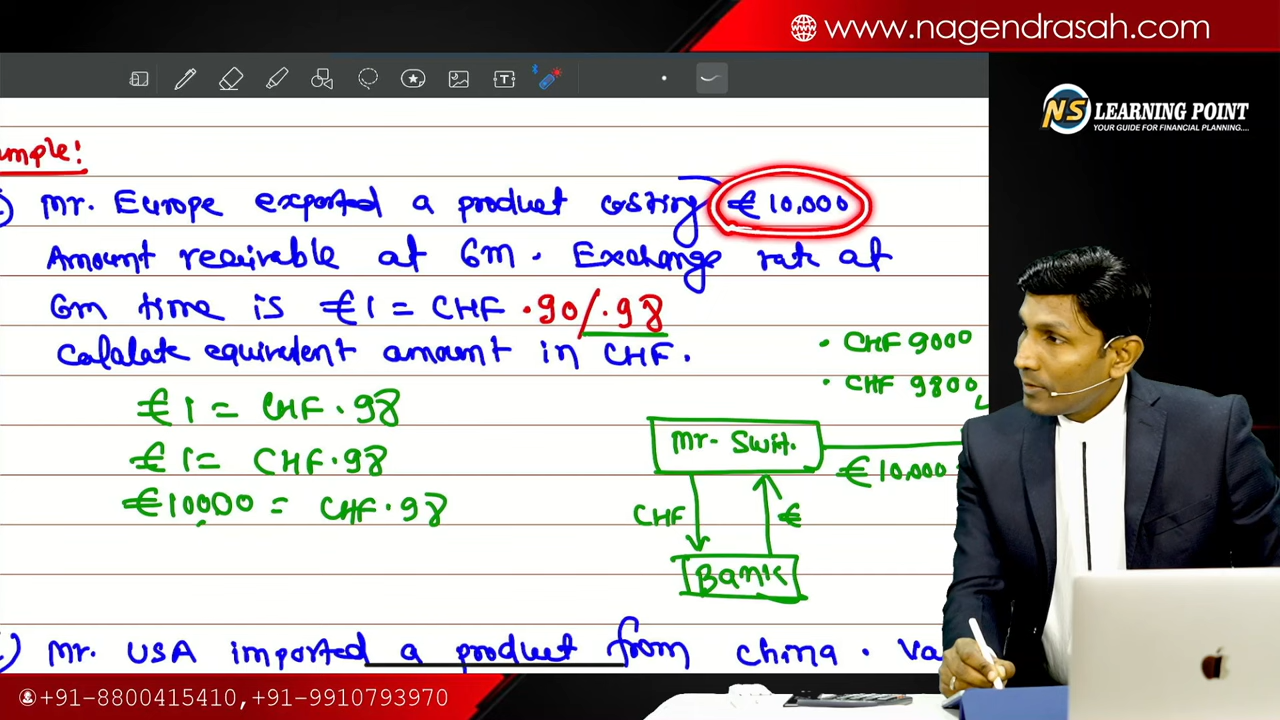 www.nagendrasah.com
NS LEARNING POINT
YOUR GUIDE FOR FINANCIAL PLANNING....
T
mple:
Mr. Europe exported a product costing € 10,000
Amount receivable at 6m. Exchange rate at
6m time is €1 = CHF .90/.98
Calculate equivalent amount in CHF.
• CHF 9000
• CHF 9800
€1 = CHF.98
€1 = CHF.98
€10000 = CHF.98
Mr. Swit.
€10,000
CHF
€
Bank
Mr. USA imported a product from China. Va
+91-8800415410,+91-9910793970